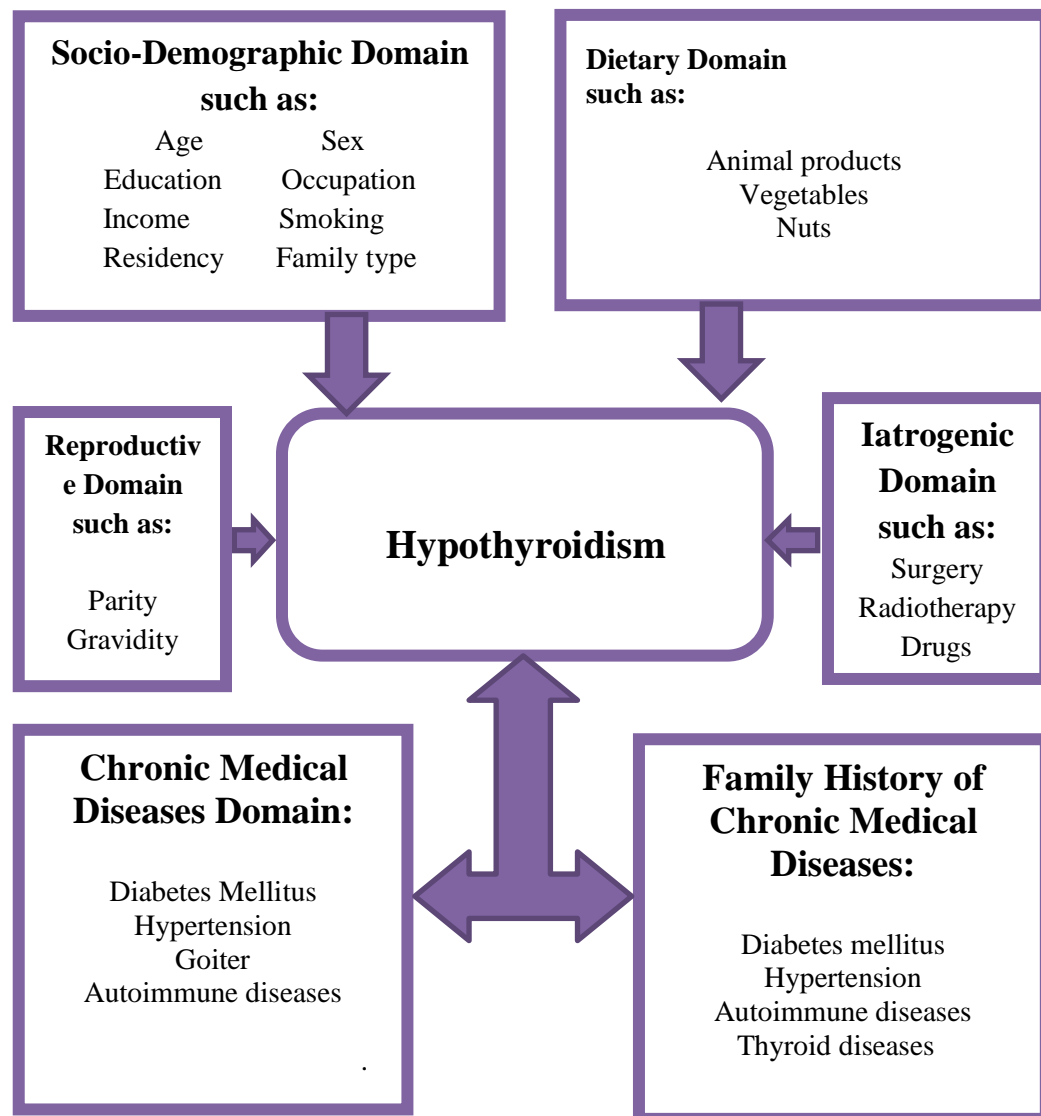 Socio-Demographic Domain
such as:
Age Sex
Education Occupation
Income Smoking
Residency Family type
Dietary Domain
such as:
Animal products
Vegetables
Nuts
Reproductiv
e Domain
such as:
Parity
Gravidity
Hypothyroidism
Iatrogenic
Domain
such as:
Surgery
Radiotherapy
Drugs
Chronic Medical
Diseases Domain:
Diabetes Mellitus
Hypertension
Goiter
Autoimmune diseases
.
Family History of
Chronic Medical
Diseases:
Diabetes mellitus
Hypertension
Autoimmune diseases
Thyroid diseases